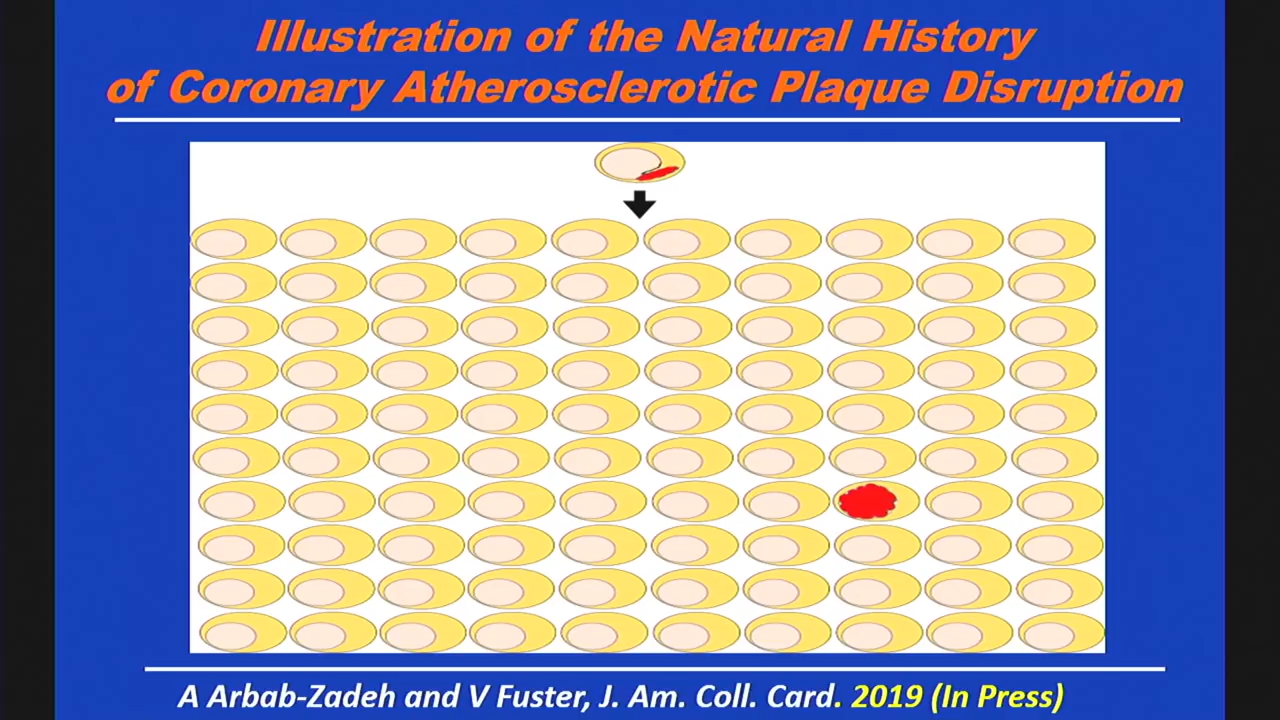 Illustration of the Natural History
of Coronary Atherosclerotic Plaque Disruption
A Arbab-Zadeh and V Fuster, J. Am. Coll. Card. 2019 (In Press)